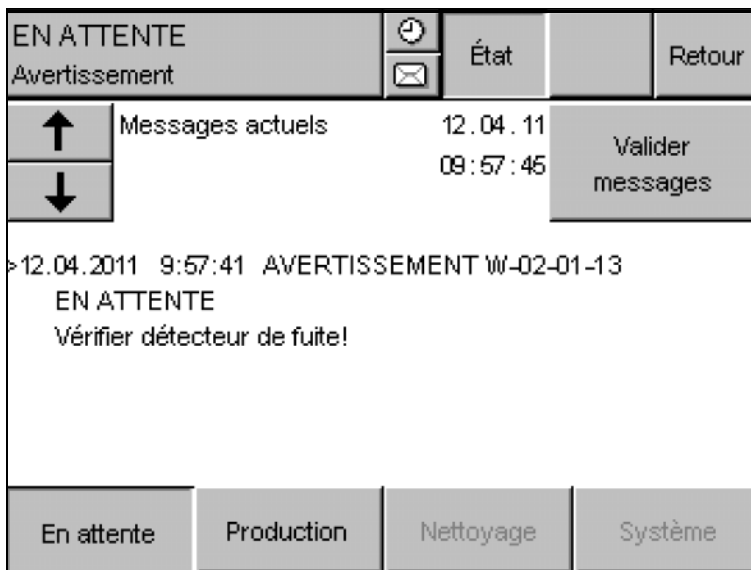 EN ATTENTE
Avertissement
État
Retour
Messages actuels
12.04.11
09:57:45
Valider
messages
>12.04.2011 9:57:41 AVERTISSEMENT W-02-01-13
EN ATTENTE
Vérifier détecteur de fuite!
En attente
Production
Nettoyage
Système